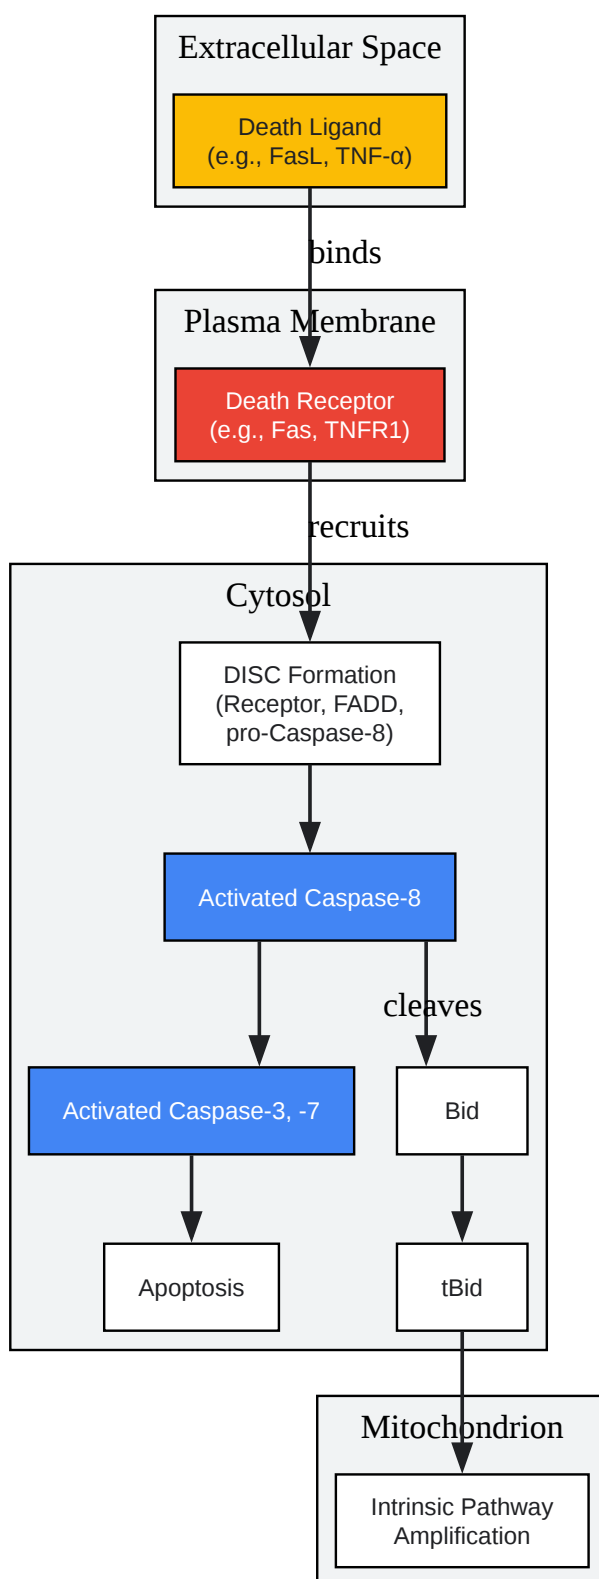 Extracellular Space
Death Ligand
(e.g., FasL, TNF-α)
binds
Plasma Membrane
Death Receptor
(e.g., Fas, TNFR1)
recruits
Cytosol
DISC Formation
(Receptor, FADD,
pro-Caspase-8)
Activated Caspase-8
cleaves
Activated Caspase-3, -7
Bid
Apoptosis
tBid
Mitochondrion
Intrinsic Pathway
Amplification